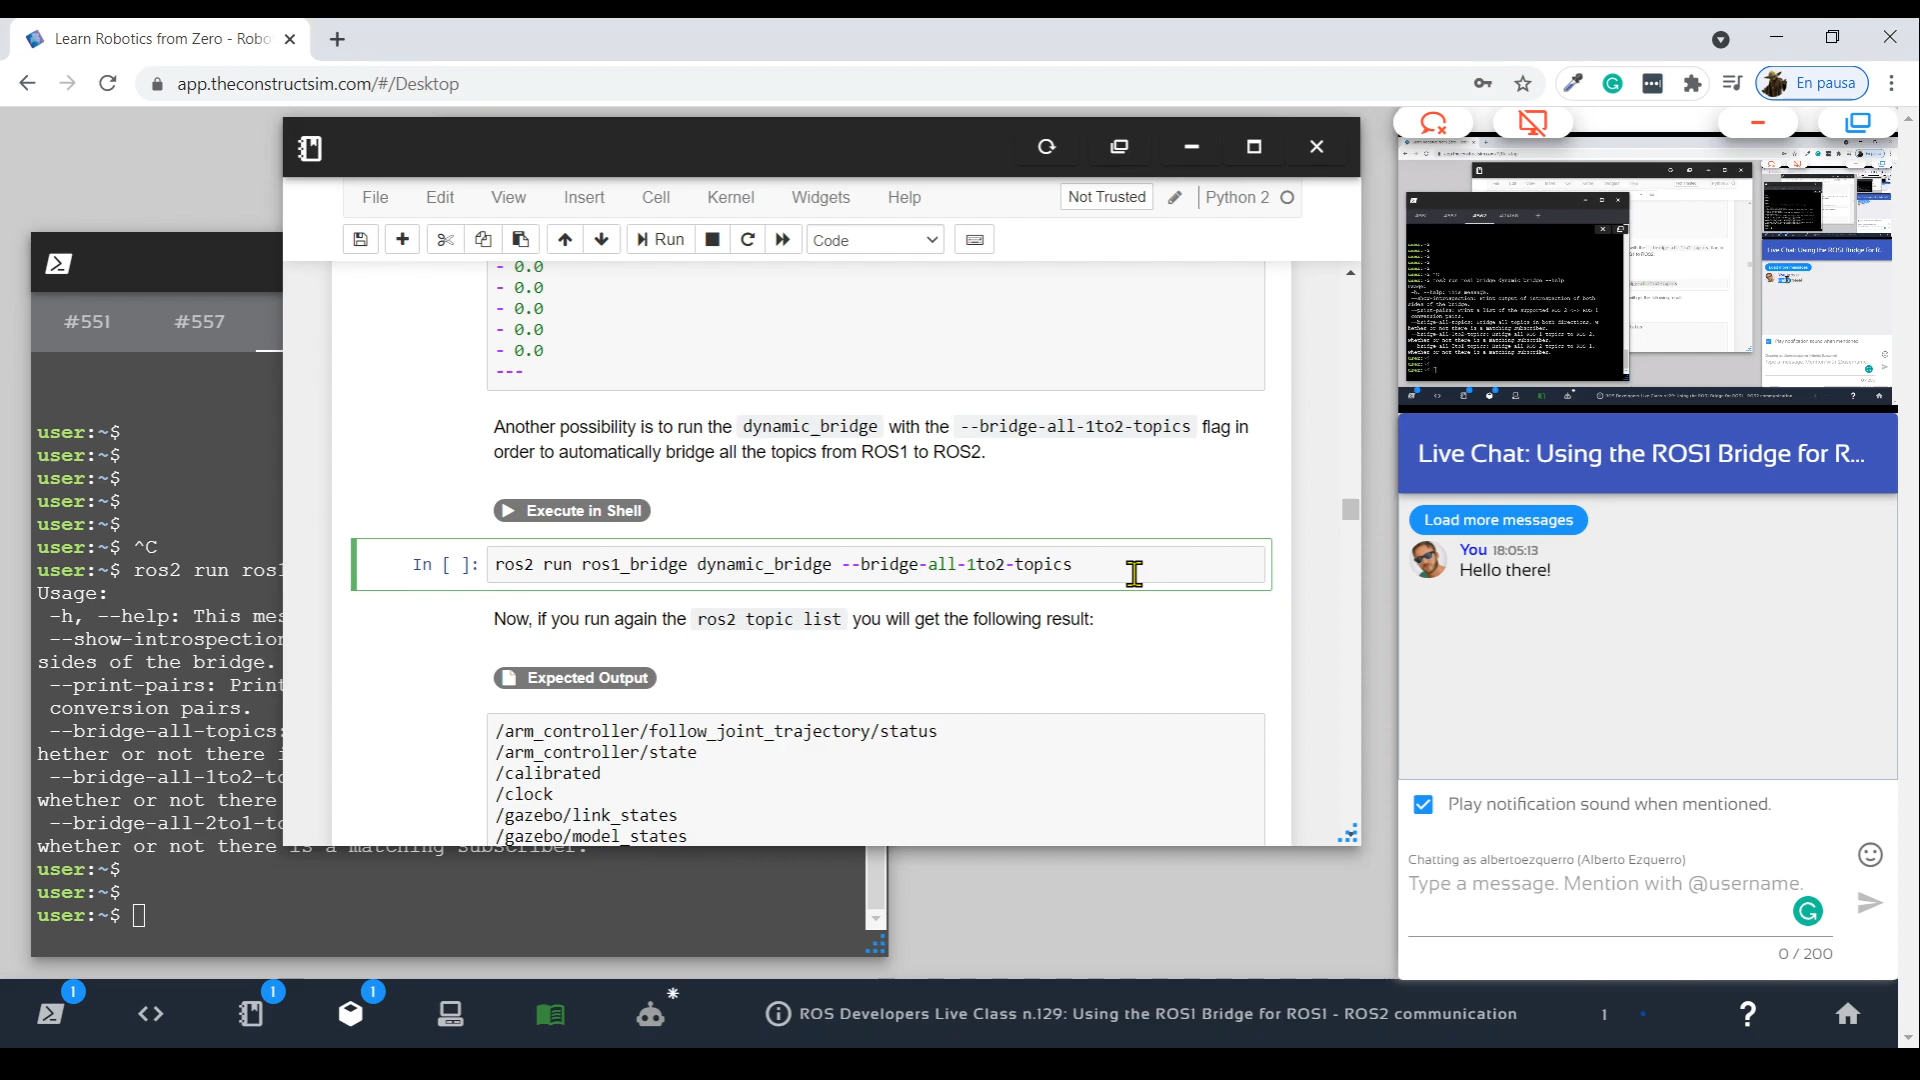 Learn Robotics from Zero - Robo
app.theconstructsim.com/#/Desktop
En pausa
File Edit View Insert Cell Kernel Widgets Help
Not Trusted
Python 2
Run
Code
#551 #557
user:~$
user:~$
user:~$
user:~$
user:~$
user:~$ ^C
user:~$ ros2 run ros1
Usage:
-h, --help: This mes
--show-introspection
sides of the bridge.
--print-pairs: Print
conversion pairs.
--bridge-all-topics:
hether or not there i
--bridge-all-1to2-to
whether or not there
--bridge-all-2to1-to
whether or not there is a matching subscriber.
user:~$
user:~$
user:~$
- 0.0
- 0.0
- 0.0
- 0.0
- 0.0
---
Another possibility is to run the dynamic_bridge with the --bridge-all-1to2-topics flag in
order to automatically bridge all the topics from ROS1 to ROS2.
Execute in Shell
In [ ]: ros2 run ros1_bridge dynamic_bridge --bridge-all-1to2-topics
Now, if you run again the ros2 topic list you will get the following result:
Expected Output
/arm_controller/follow_joint_trajectory/status
/arm_controller/state
/calibrated
/clock
/gazebo/link_states
/gazebo/model_states
Live Chat: Using the ROS1 Bridge for R...
Load more messages
You 18:05:13
Hello there!
Play notification sound when mentioned.
Chatting as albertoezquerro (Alberto Ezquerro)
Type a message. Mention with @username.
0 / 200
1
1
1
ROS Developers Live Class n.129: Using the ROS1 Bridge for ROS1 - ROS2 communication
1
?